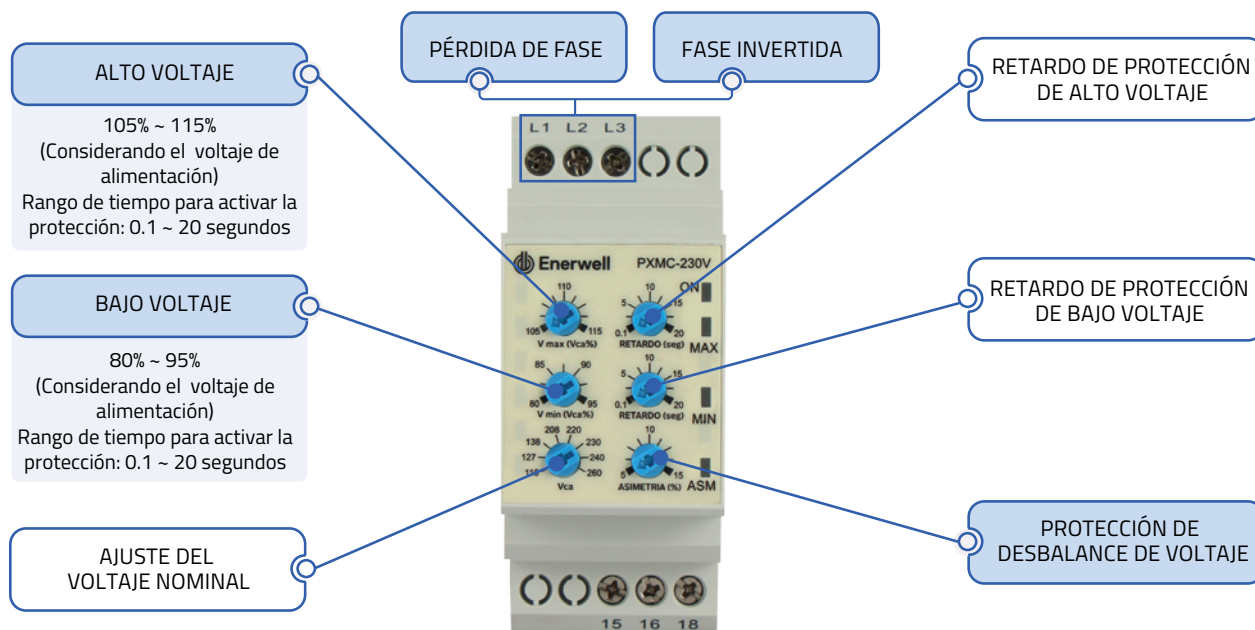 PÉRDIDA DE FASE
FASE INVERTIDA
ALTO VOLTAJE
105% ~ 115%
(Considerando el voltaje de
alimentación)
Rango de tiempo para activar la
protección: 0.1 ~ 20 segundos
BAJO VOLTAJE
80% ~ 95%
(Considerando el voltaje de
alimentación)
Rango de tiempo para activar la
protección: 0.1 ~ 20 segundos
AJUSTE DEL
VOLTAJE NOMINAL
L1 L2 L3
Enerwell PXMC-230V
ON
110
105 115
V max (Vca%)
10
5 15
0.1 20
RETARDO (seg)
MAX
85 90
80 95
V min (Vca%)
10
5 15
0.1 20
RETARDO (seg)
MIN
208 220
138 230
127 240
110 260
Vca
10
5 15
ASIMETRIA (%)
ASM
15 16 18
RETARDO DE PROTECCIÓN
DE ALTO VOLTAJE
RETARDO DE PROTECCIÓN
DE BAJO VOLTAJE
PROTECCIÓN DE
DESBALANCE DE VOLTAJE